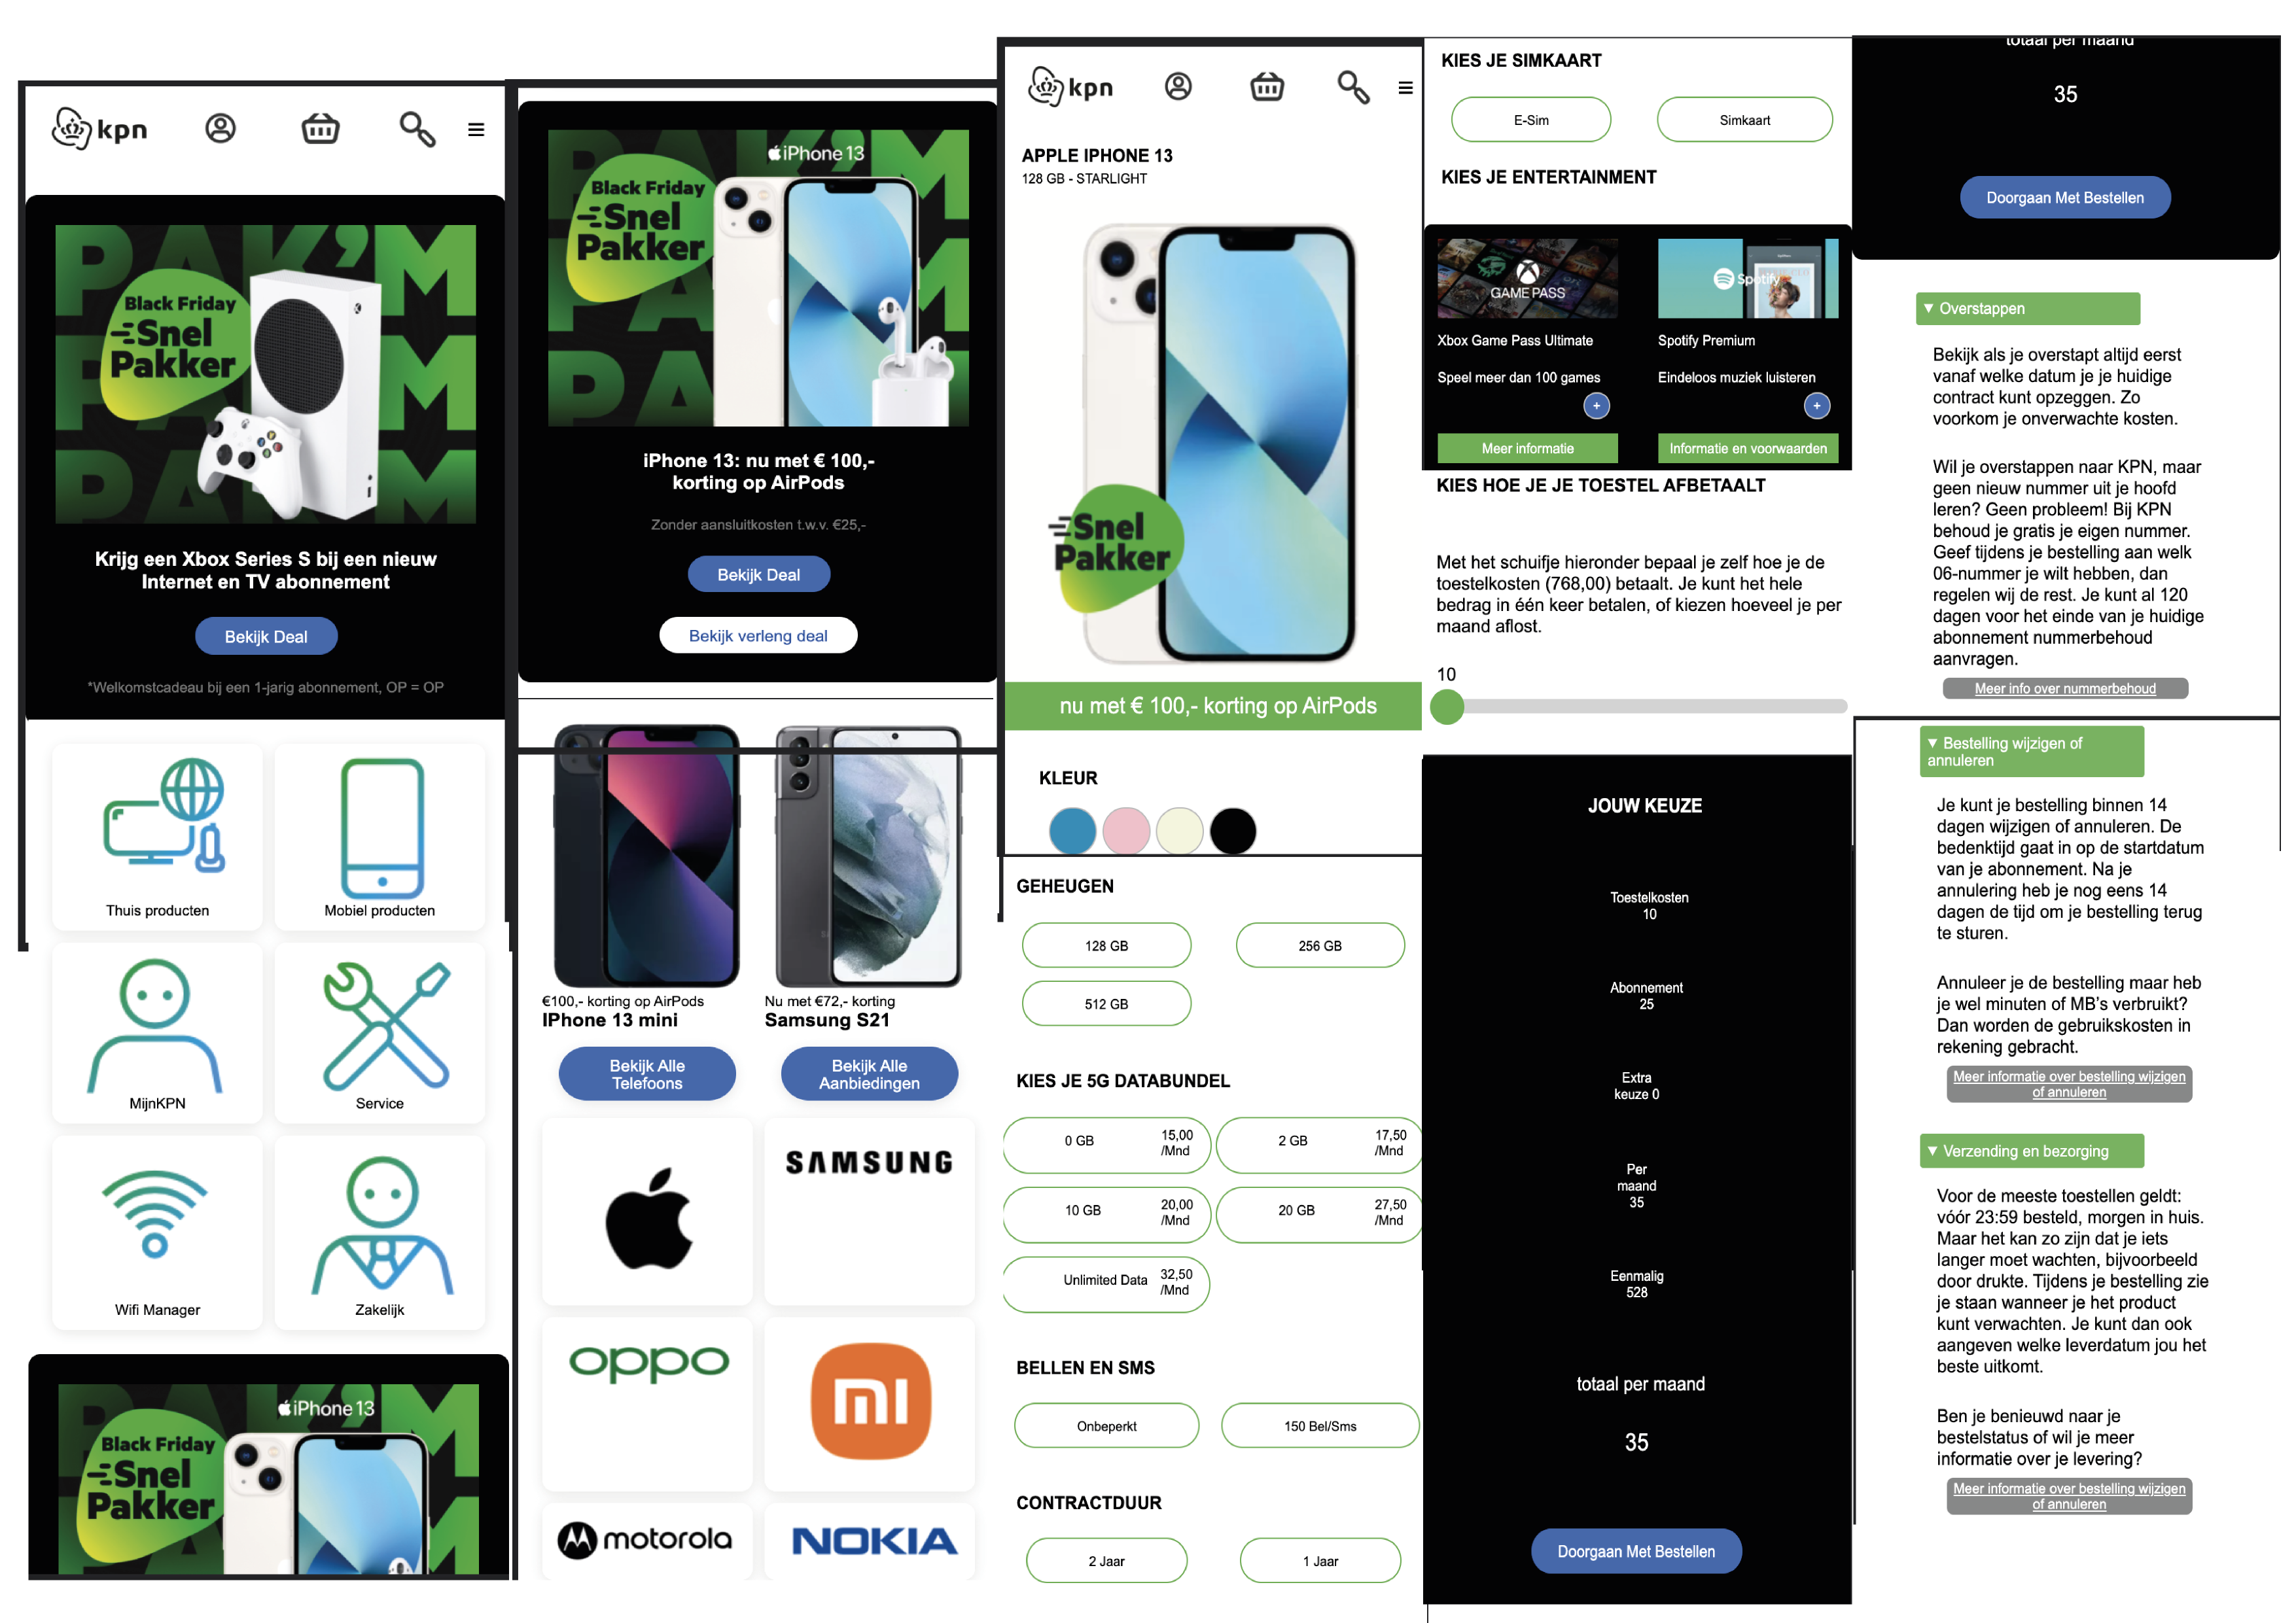 kpn
PAK'M
PAK'M
PAK'M
Black Friday
Snel
Pakker
Krijg een Xbox Series S bij een nieuw
Internet en TV abonnement
Bekijk Deal
*Welkomstcadeau bij een 1-jarig abonnement, OP = OP
Thuis producten
Mobiel producten
MijnKPN
Service
Wifi Manager
Zakelijk
PAK'M
iPhone 13
Black Friday
Snel
Pakker
PAK'M
iPhone 13
Black Friday
Snel
Pakker
iPhone 13: nu met € 100,-
korting op AirPods
Zonder aansluitkosten t.w.v. €25,-
Bekijk Deal
Bekijk verleng deal
€100,- korting op AirPods
IPhone 13 mini
Nu met €72,- korting
Samsung S21
Bekijk Alle
Telefoons
Bekijk Alle
Aanbiedingen
SAMSUNG
oppo
mi
motorola
NOKIA
kpn
APPLE IPHONE 13
128 GB - STARLIGHT
Snel
Pakker
nu met € 100,- korting op AirPods
KLEUR
GEHEUGEN
128 GB
256 GB
512 GB
KIES JE 5G DATABUNDEL
0 GB 15,00
/Mnd
2 GB 17,50
/Mnd
10 GB 20,00
/Mnd
20 GB 27,50
/Mnd
Unlimited Data 32,50
/Mnd
BELLEN EN SMS
Onbeperkt
150 Bel/Sms
CONTRACTDUUR
2 Jaar
1 Jaar
KIES JE SIMKAART
E-Sim
Simkaart
KIES JE ENTERTAINMENT
GAME PASS
Spotify
Xbox Game Pass Ultimate
Speel meer dan 100 games
+
Meer informatie
Spotify Premium
Eindeloos muziek luisteren
+
Informatie en voorwaarden
KIES HOE JE JE TOESTEL AFBETAALT
Met het schuifje hieronder bepaal je zelf hoe je de
toestelkosten (768,00) betaalt. Je kunt het hele
bedrag in één keer betalen, of kiezen hoeveel je per
maand aflost.
10
JOUW KEUZE
Toestelkosten
10
Abonnement
25
Extra
keuze 0
Per
maand
35
Eenmalig
528
totaal per maand
35
Doorgaan Met Bestellen
totaal per maand
35
Doorgaan Met Bestellen
▼ Overstappen
Bekijk als je overstapt altijd eerst
vanaf welke datum je je huidige
contract kunt opzeggen. Zo
voorkom je onverwachte kosten.
Wil je overstappen naar KPN, maar
geen nieuw nummer uit je hoofd
leren? Geen probleem! Bij KPN
behoud je gratis je eigen nummer.
Geef tijdens je bestelling aan welk
06-nummer je wilt hebben, dan
regelen wij de rest. Je kunt al 120
dagen voor het einde van je huidige
abonnement nummerbehoud
aanvragen.
Meer info over nummerbehoud
▼ Bestelling wijzigen of
annuleren
Je kunt je bestelling binnen 14
dagen wijzigen of annuleren. De
bedenktijd gaat in op de startdatum
van je abonnement. Na je
annulering heb je nog eens 14
dagen de tijd om je bestelling terug
te sturen.
Annuleer je de bestelling maar heb
je wel minuten of MB's verbruikt?
Dan worden de gebruikskosten in
rekening gebracht.
Meer informatie over bestelling wijzigen
of annuleren
▼ Verzending en bezorging
Voor de meeste toestellen geldt:
vóór 23:59 besteld, morgen in huis.
Maar het kan zo zijn dat je iets
langer moet wachten, bijvoorbeeld
door drukte. Tijdens je bestelling zie
je staan wanneer je het product
kunt verwachten. Je kunt dan ook
aangeven welke leverdatum jou het
beste uitkomt.
Ben je benieuwd naar je
bestelstatus of wil je meer
informatie over je levering?
Meer informatie over bestelling wijzigen
of annuleren